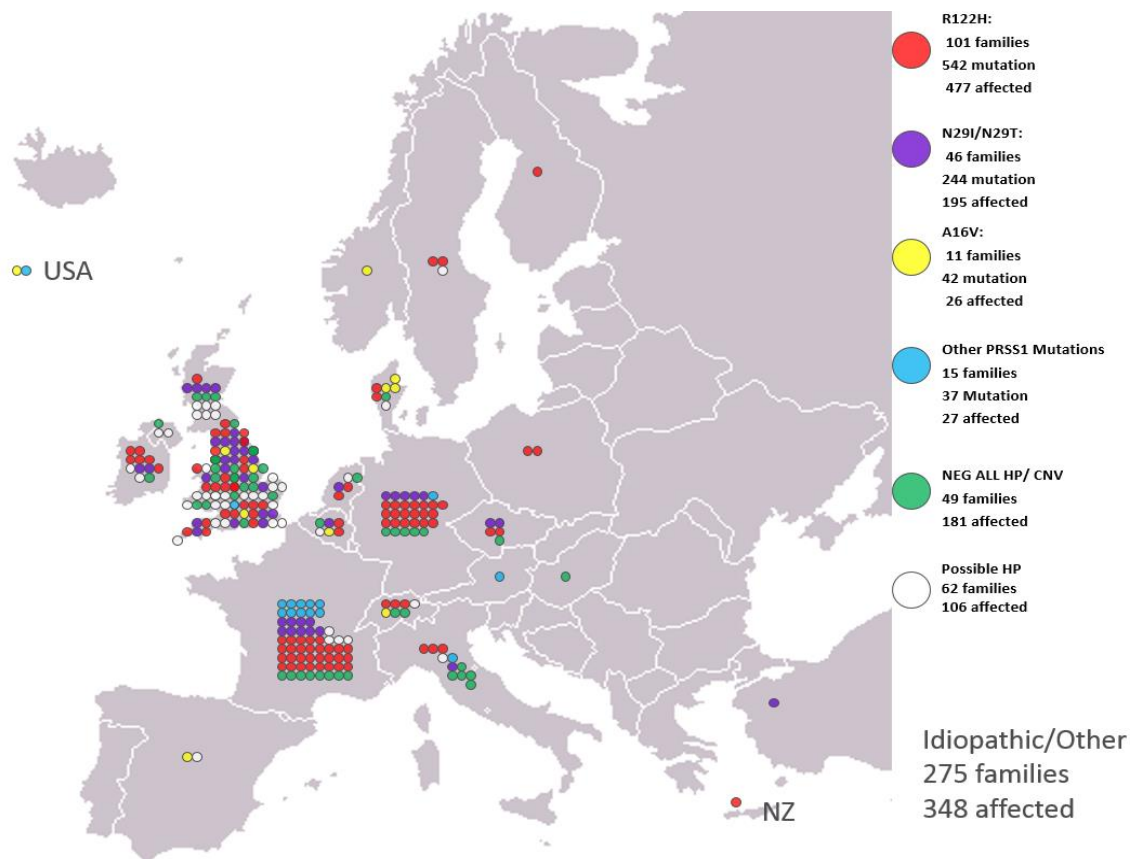 R122H:
101 families
542 mutation
477 affected
N29I/N29T:
46 families
244 mutation
195 affected
A16V:
11 families
42 mutation
26 affected
USA
Other PRSS1 Mutations
15 families
37 Mutation
27 affected
NEG ALL HP/ CNV
49 families
181 affected
Possible HP
62 families
106 affected
Idiopathic/Other
275 families
348 affected
NZ